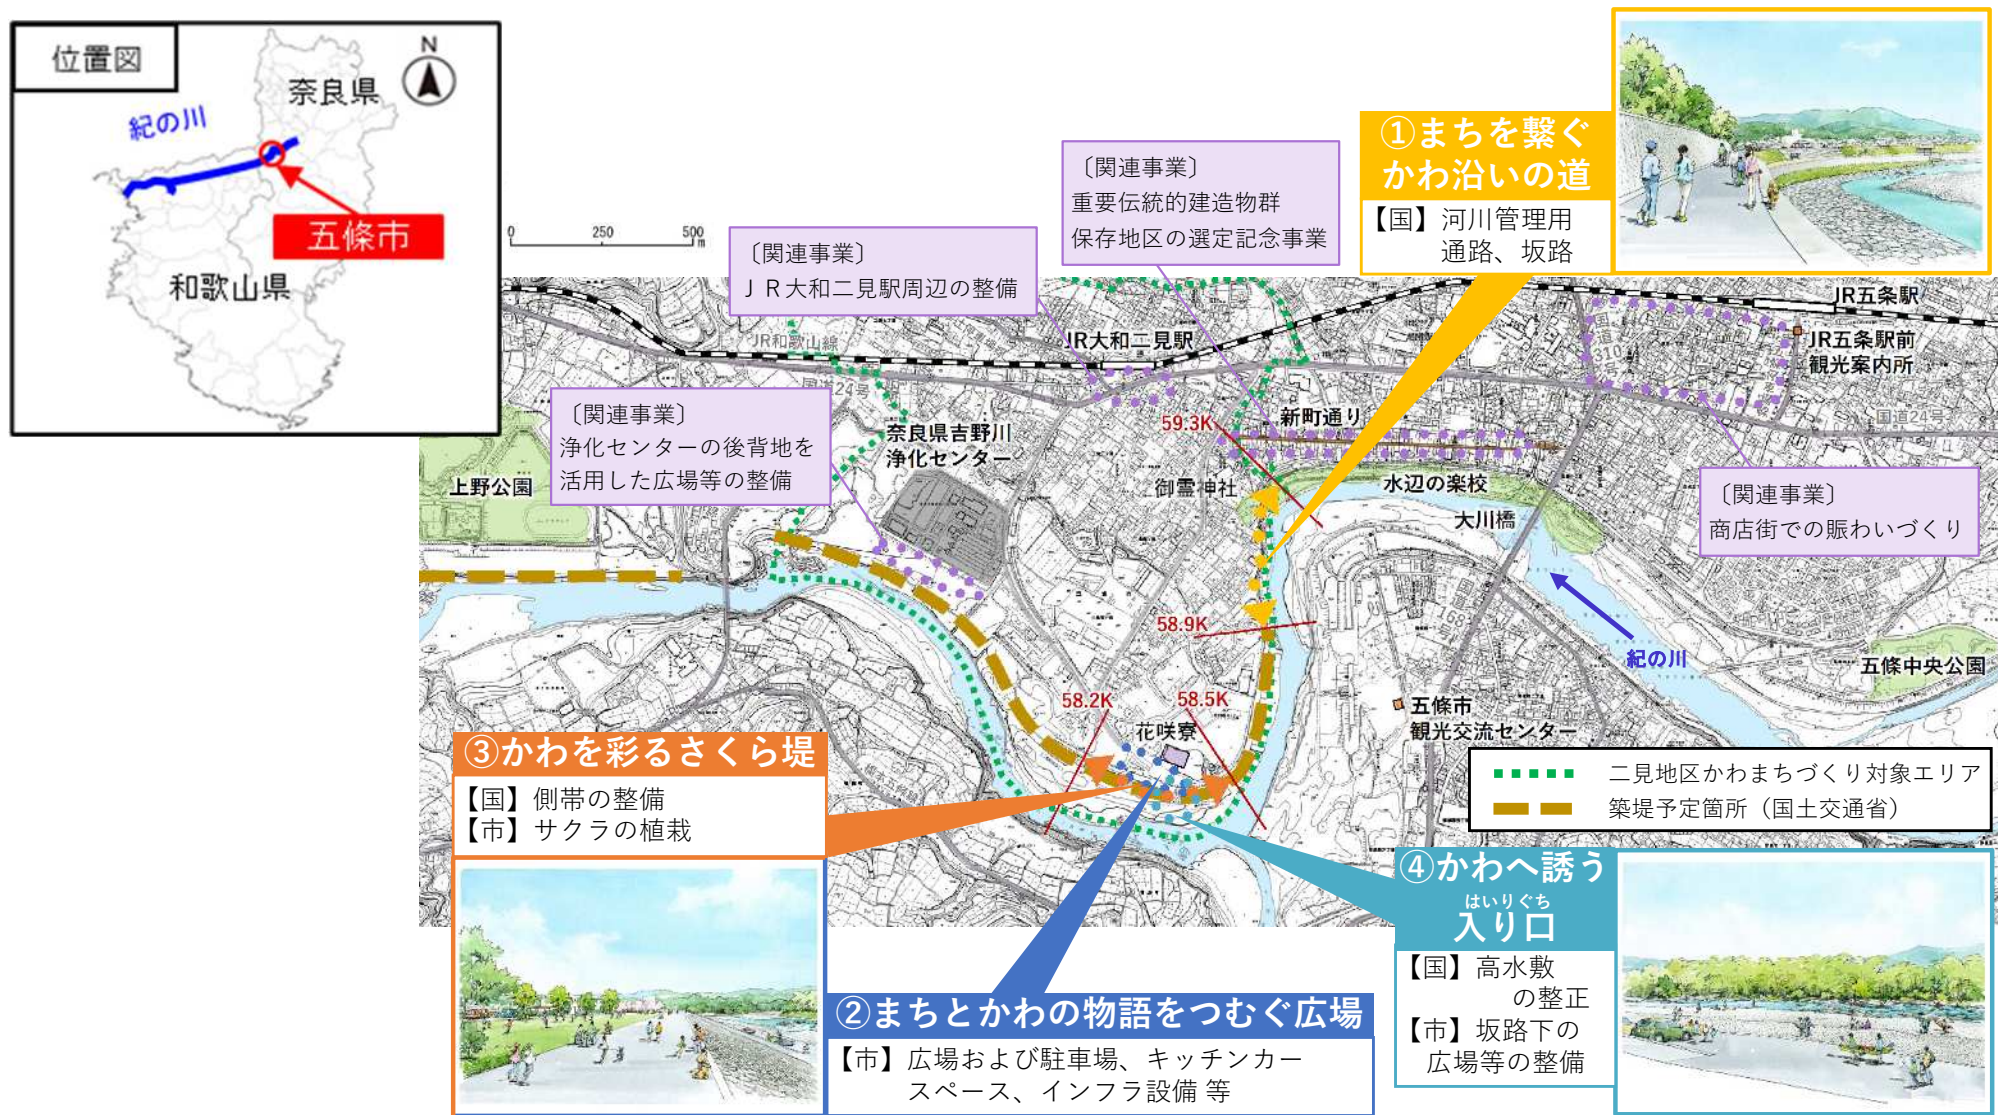 位置図
N
奈良県
紀の川
五條市
和歌山県
0 250 500
m
①まちを繋ぐ
かわ沿いの道
【国】河川管理用
通路、坂路
〔関連事業〕
重要伝統的建造物群
保存地区の選定記念事業
〔関連事業〕
ＪＲ大和二見駅周辺の整備
〔関連事業〕
浄化センターの後背地を
活用した広場等の整備
〔関連事業〕
商店街での賑わいづくり
JR五条駅
JR五条駅前
観光案内所
JR大和二見駅
JR和歌山線
国道24号
国道310号
国道24号
奈良県吉野川
浄化センター
上野公園
59.3K
新町通り
御霊神社
水辺の楽校
大川橋
国道168号
58.9K
紀の川
五條中央公園
58.2K
58.5K
花咲寮
五條市
観光交流センター
二見地区かわまちづくり対象エリア
築堤予定箇所（国土交通省）
③かわを彩るさくら堤
【国】側帯の整備
【市】サクラの植栽
②まちとかわの物語をつむぐ広場
【市】広場および駐車場、キッチンカー
スペース、インフラ設備 等
④かわへ誘う
はいりぐち
入り口
【国】高水敷
の整正
【市】坂路下の
広場等の整備